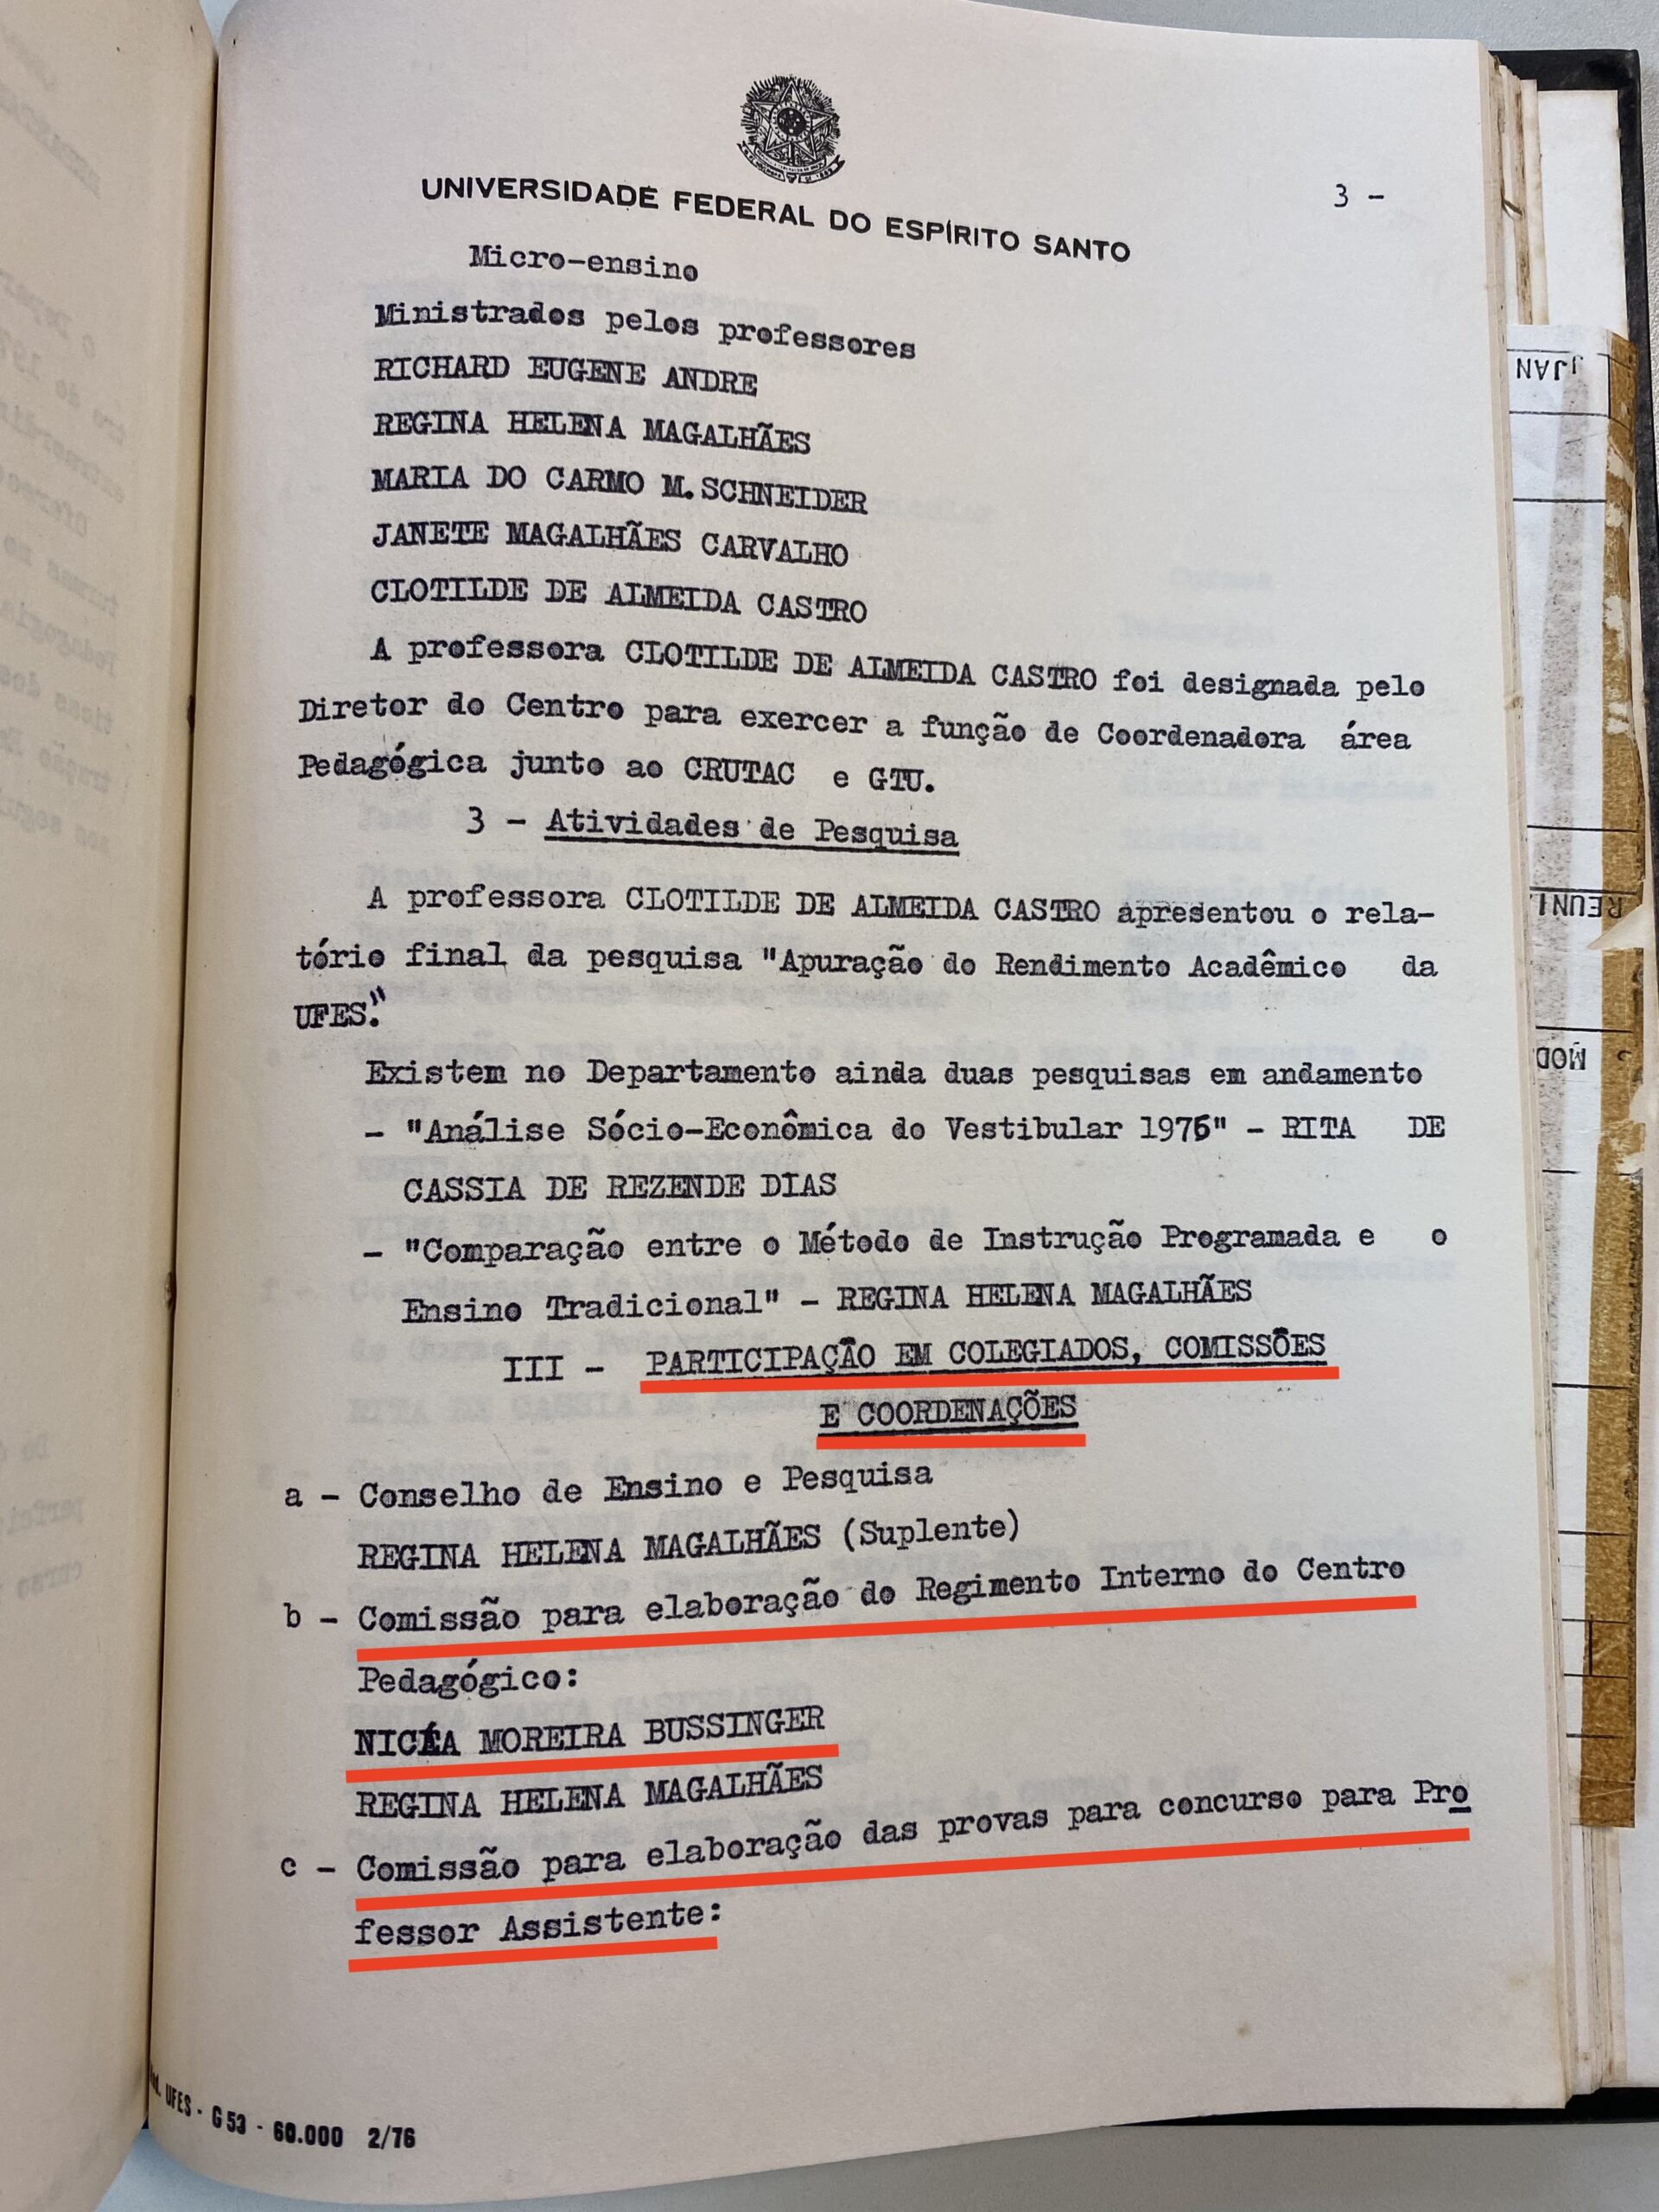 UNIVERSIDADE FEDERAL DO ESPÍRITO SANTO
3 -
Micro-ensino
Ministrados pelos professores
RICHARD EUGENE ANDRE
REGINA HELENA MAGALHÃES
MARIA DO CARMO M. SCHNEIDER
JANETE MAGALHÃES CARVALHO
CLOTILDE DE ALMEIDA CASTRO
A professora CLOTILDE DE ALMEIDA CASTRO foi designada pelo
Diretor do Centro para exercer a função de Coordenadora área
Pedagógica junto ao CRUTAC e GTU.
3 - Atividades de Pesquisa
A professora CLOTILDE DE ALMEIDA CASTRO apresentou o rela-
tório final da pesquisa "Apuração do Rendimento Acadêmico da
UFES."
Existem no Departamento ainda duas pesquisas em andamento
- "Análise Sócio-Econômica do Vestibular 1976" - RITA DE
CASSIA DE REZENDE DIAS
- "Comparação entre o Método de Instrução Programada e o
Ensino Tradicional" - REGINA HELENA MAGALHÃES
III - PARTICIPAÇÃO EM COLEGIADOS, COMISSÕES
E COORDENAÇÕES
a - Conselho de Ensino e Pesquisa
REGINA HELENA MAGALHÃES (Suplente)
b - Comissão para elaboração do Regimento Interno do Centro
Pedagógico:
NICÉA MOREIRA BUSSINGER
REGINA HELENA MAGALHÃES
c - Comissão para elaboração das provas para concurso para Pro
fessor Assistente:
UFES - G 53 - 60.000 2/76
JAN
REUNI
MOD